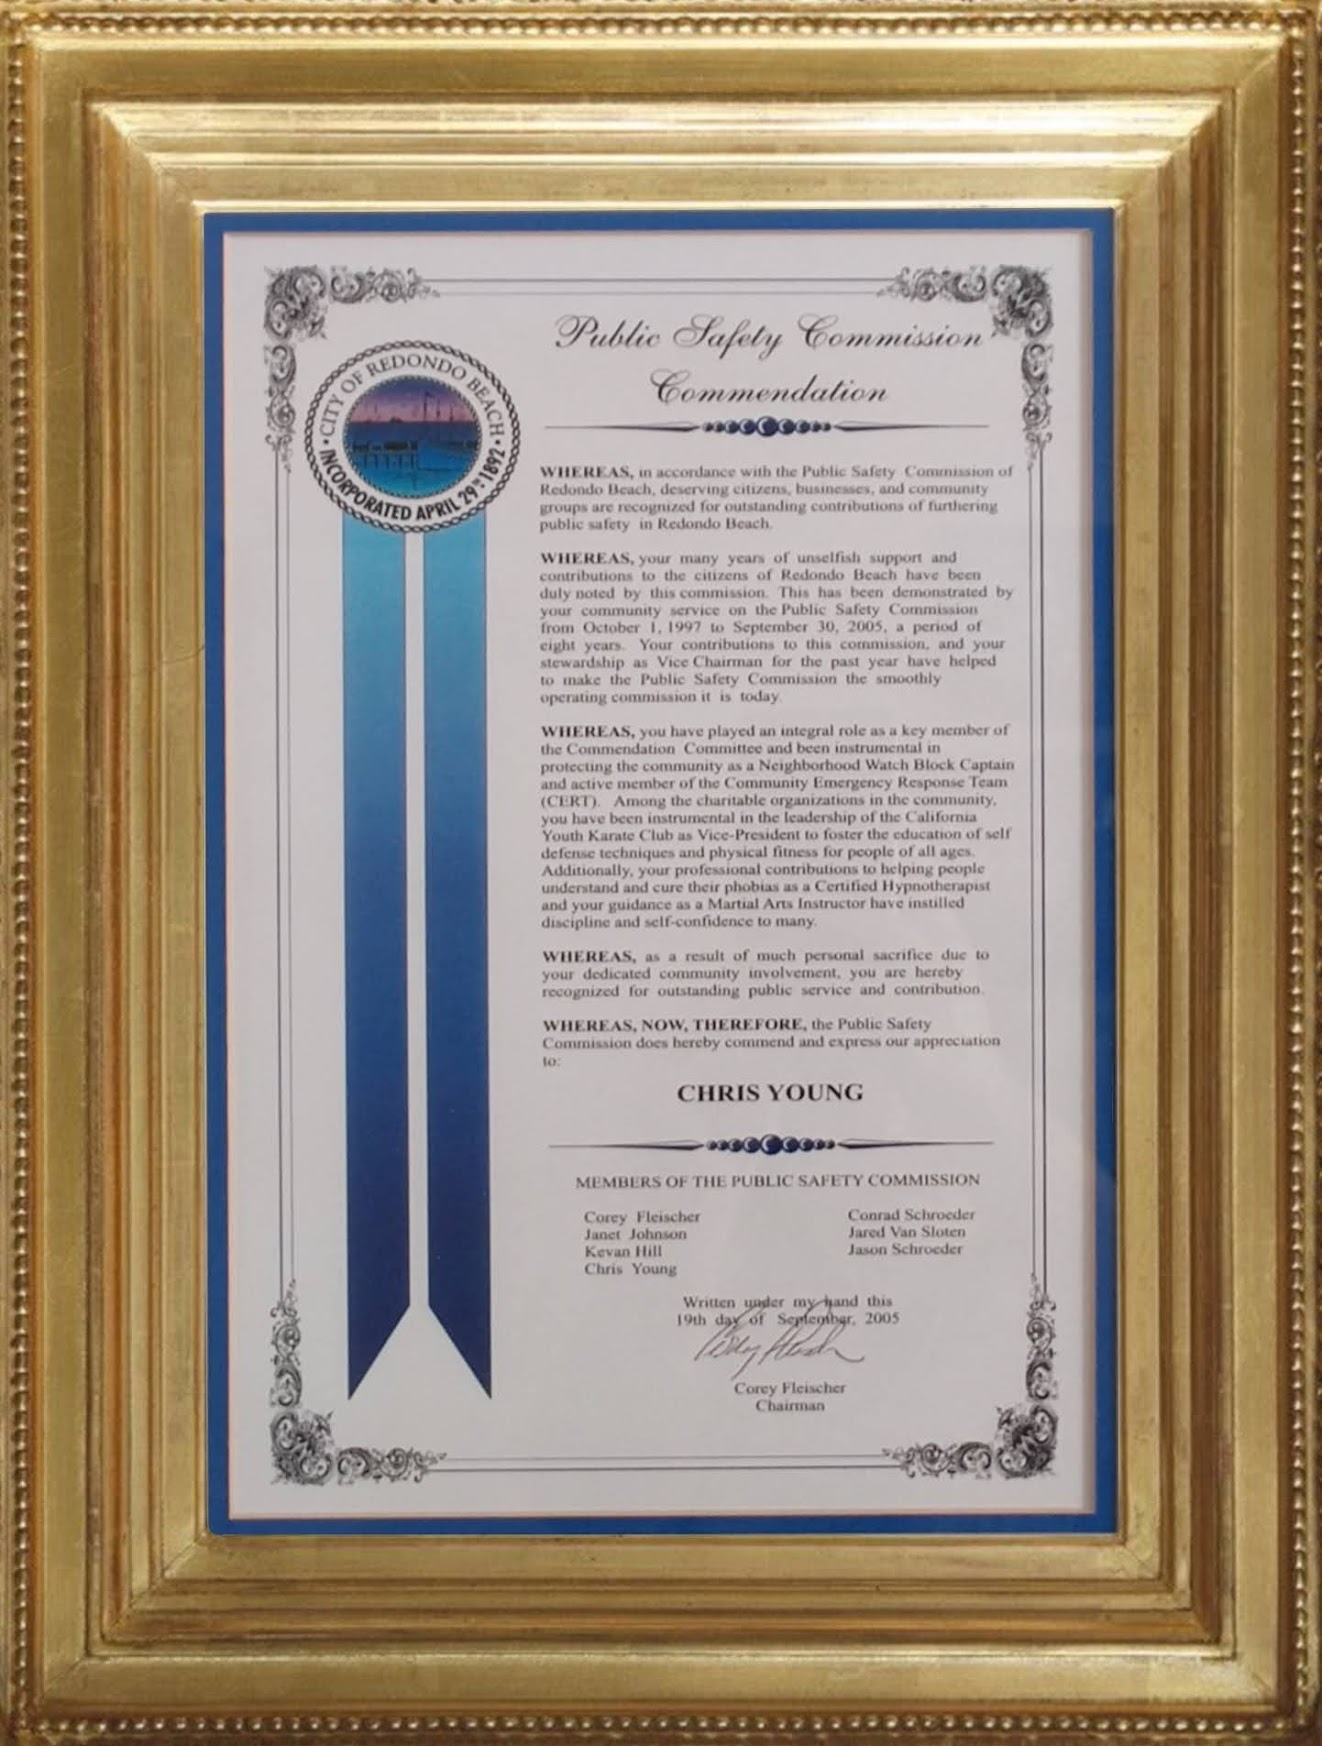 Public Safety Commission
Commendation
CITY OF REDONDO BEACH
INCORPORATED APRIL 29TH 1892
WHEREAS, in accordance with the Public Safety Commission of
Redondo Beach, deserving citizens, businesses, and community
groups are recognized for outstanding contributions of furthering
public safety in Redondo Beach.
WHEREAS, your many years of unselfish support and
contributions to the citizens of Redondo Beach have been
duly noted by this commission. This has been demonstrated by
your community service on the Public Safety Commission
from October 1, 1997 to September 30, 2005, a period of
eight years. Your contributions to this commission, and your
stewardship as Vice Chairman for the past year have helped
to make the Public Safety Commission the smoothly
operating commission it is today.
WHEREAS, you have played an integral role as a key member of
the Commendation Committee and been instrumental in
protecting the community as a Neighborhood Watch Block Captain
and active member of the Community Emergency Response Team
(CERT). Among the charitable organizations in the community,
you have been instrumental in the leadership of the California
Youth Karate Club as Vice-President to foster the education of self
defense techniques and physical fitness for people of all ages.
Additionally, your professional contributions to helping people
understand and cure their phobias as a Certified Hypnotherapist
and your guidance as a Martial Arts Instructor have instilled
discipline and self-confidence to many.
WHEREAS, as a result of much personal sacrifice due to
your dedicated community involvement, you are hereby
recognized for outstanding public service and contribution.
WHEREAS, NOW, THEREFORE, the Public Safety
Commission does hereby commend and express our appreciation
to:
CHRIS YOUNG
MEMBERS OF THE PUBLIC SAFETY COMMISSION
Corey Fleischer
Janet Johnson
Kevan Hill
Chris Young
Conrad Schroeder
Jared Van Sloten
Jason Schroeder
Written under my hand this
19th day of September, 2005
Corey Fleischer
Chairman